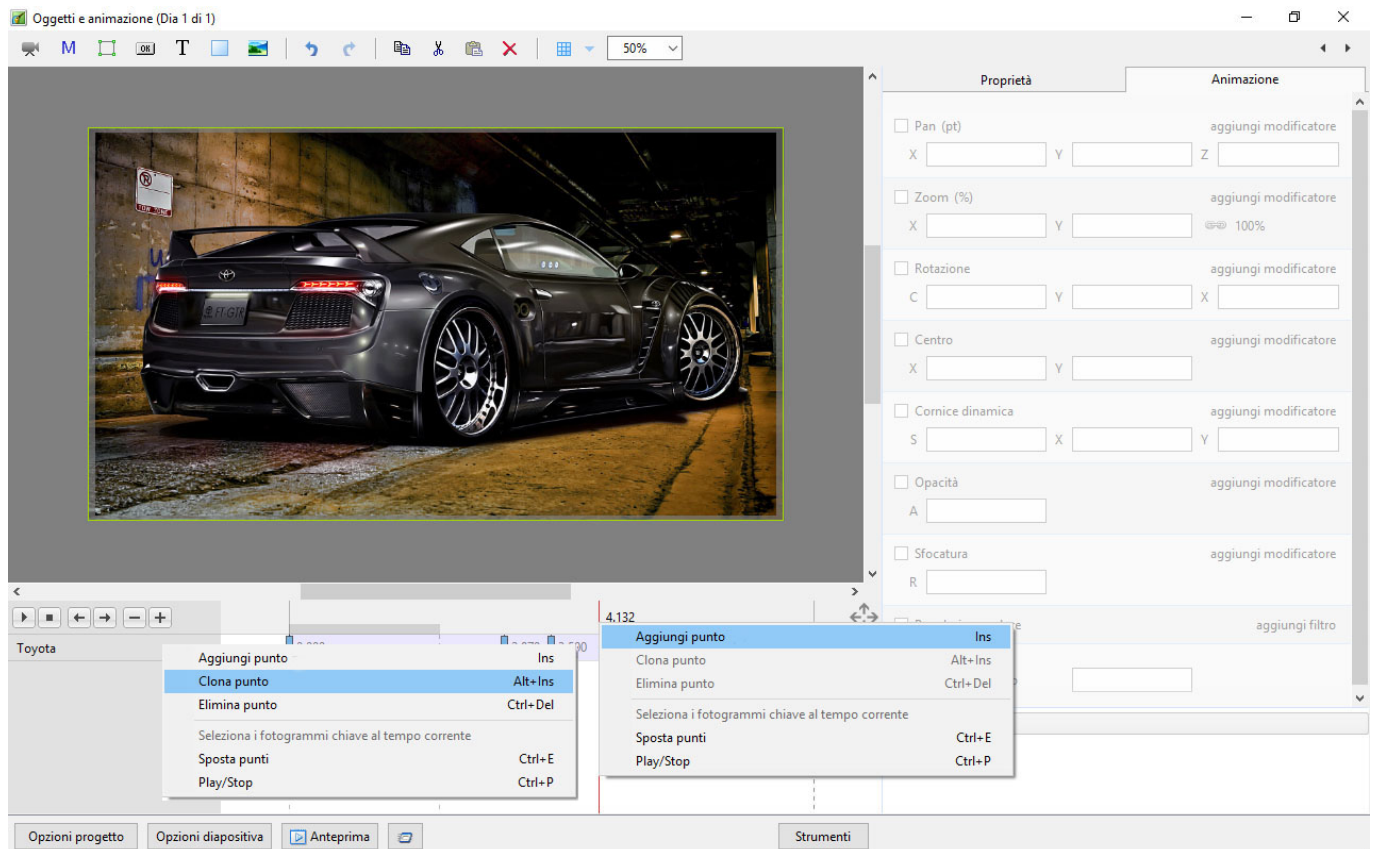 Oggetti e animazione (Dia 1 di 1)
M OK T 50%
Proprietà Animazione
Pan (pt) aggiungi modificatore
X Y Z
Zoom (%) aggiungi modificatore
X Y 100%
Rotazione aggiungi modificatore
C Y X
Centro aggiungi modificatore
X Y
Cornice dinamica aggiungi modificatore
S X Y
Opacità aggiungi modificatore
A
Sfocatura aggiungi modificatore
R
aggiungi filtro
FT-GTR
4.132
Toyota
Aggiungi punto Ins
Clona punto Alt+Ins
Elimina punto Ctrl+Del
Seleziona i fotogrammi chiave al tempo corrente
Sposta punti Ctrl+E
Play/Stop Ctrl+P
Aggiungi punto Ins
Clona punto Alt+Ins
Elimina punto Ctrl+Del
Seleziona i fotogrammi chiave al tempo corrente
Sposta punti Ctrl+E
Play/Stop Ctrl+P
Opzioni progetto Opzioni diapositiva Anteprima Strumenti